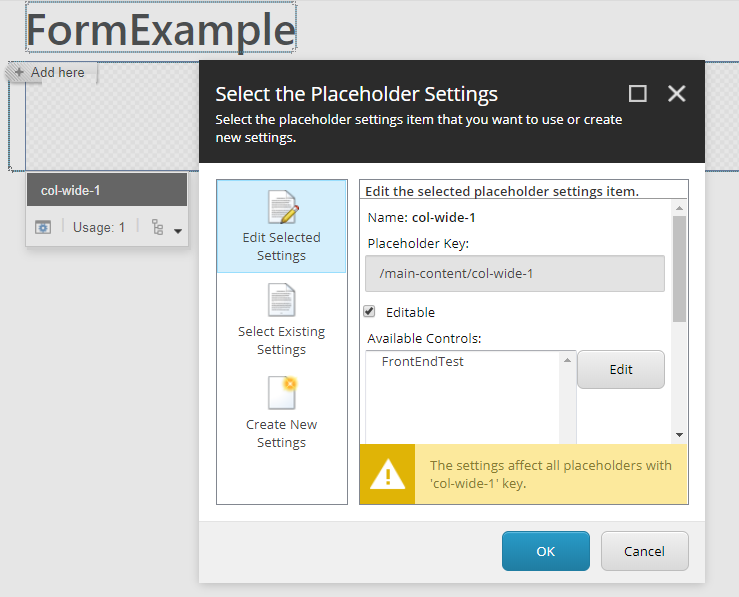 FormExample
+ Add here
col-wide-1
Usage: 1
Select the Placeholder Settings
Select the placeholder settings item that you want to use or create
new settings.
Edit Selected
Settings
Select Existing
Settings
Create New
Settings
Edit the selected placeholder settings item.
Name: col-wide-1
Placeholder Key:
/main-content/col-wide-1
Editable
Available Controls:
FrontEndTest
Edit
The settings affect all placeholders with
'col-wide-1' key.
OK
Cancel